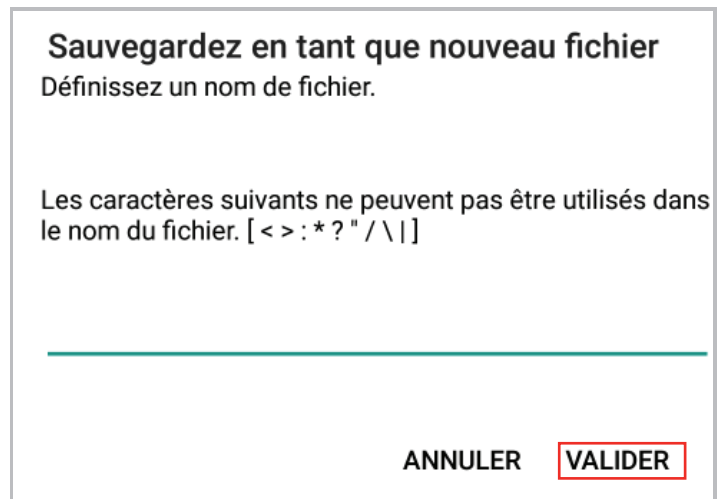 Sauvegardez en tant que nouveau fichier
Définissez un nom de fichier.
Les caractères suivants ne peuvent pas être utilisés dans
le nom du fichier. [ < > : * ? " / \ | ]
ANNULER VALIDER